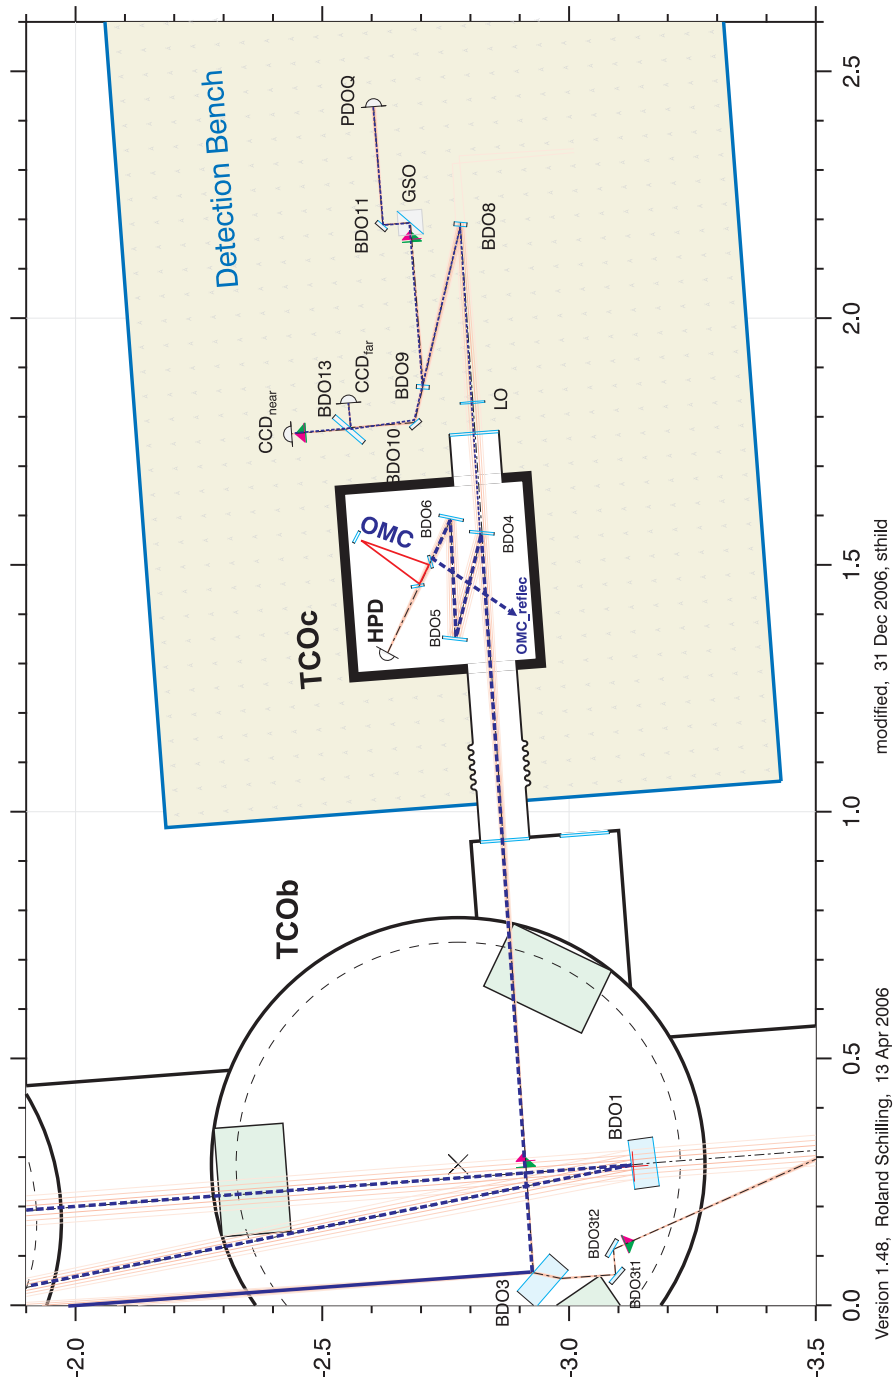 Detection Bench
PDOQ
BDO11
GSO
BDO8
CCDnear
BDO13
CCDfar
BDO9
BDO10
LO
TCOc
OMC
BDO6
BDO4
HPD
BDO5
OMC_reflec
TCOb
BDO1
BDO3
BDO3t2
BDO3t1
0.0
0.5
1.0
1.5
2.0
2.5
-2.0
-2.5
-3.0
-3.5
Version 1.48, Roland Schilling, 13 Apr 2006
modified, 31 Dec 2006, sthild